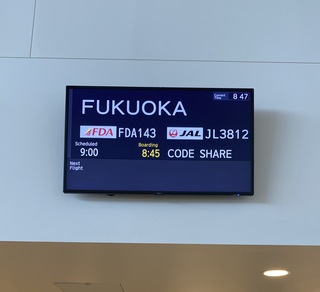 FUKUOKA
Current Time 8 47
FDA FDA143 JAL JL3812
Scheduled Boarding
9:00 8:45 CODE SHARE
Next
Flight